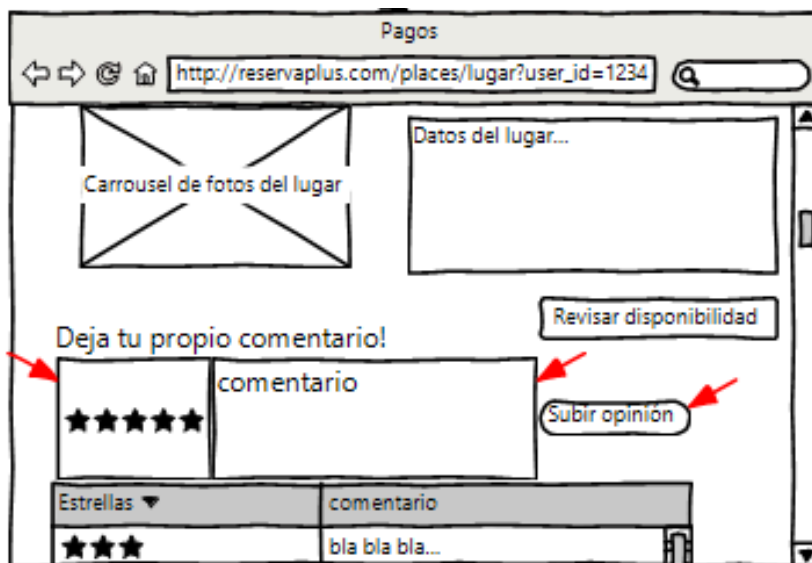 Pagos
http://reservaplus.com/places/lugar?user_id=1234
Carrousel de fotos del lugar
Datos del lugar...
Revisar disponibilidad
Deja tu propio comentario!
comentario
Subir opinión
Estrellas comentario
bla bla bla...